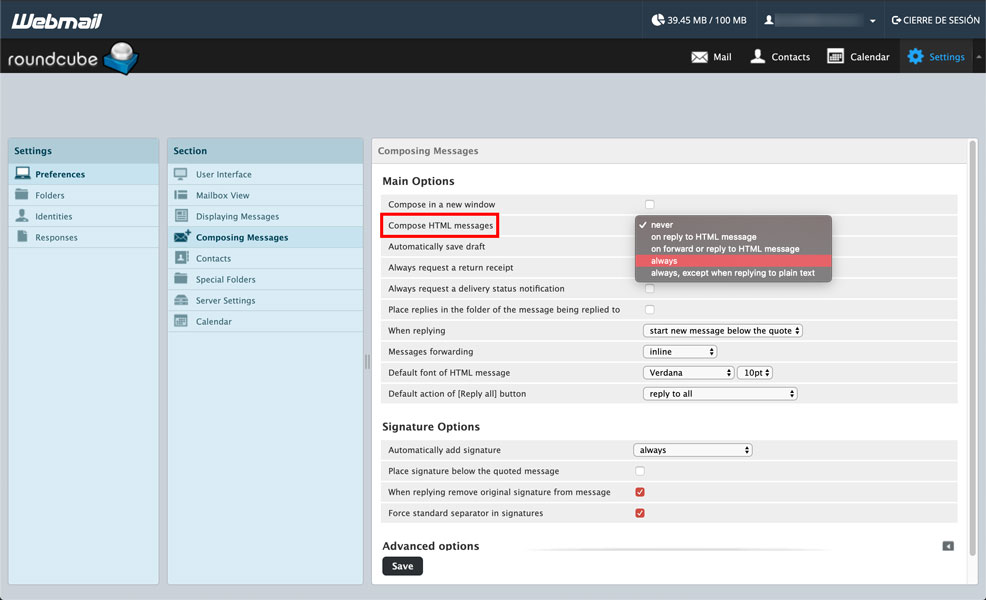 Webmail
39.45 MB / 100 MB
CIERRE DE SESIÓN
roundcube
Mail
Contacts
Calendar
Settings
Settings
Preferences
Folders
Identities
Responses
Section
User Interface
Mailbox View
Displaying Messages
Composing Messages
Contacts
Special Folders
Server Settings
Calendar
Composing Messages
Main Options
Compose in a new window
Compose HTML messages
never
on reply to HTML message
on forward or reply to HTML message
always
always, except when replying to plain text
Automatically save draft
Always request a return receipt
Always request a delivery status notification
Place replies in the folder of the message being replied to
When replying start new message below the quote
Messages forwarding inline
Default font of HTML message Verdana 10pt
Default action of [Reply all] button reply to all
Signature Options
Automatically add signature always
Place signature below the quoted message
When replying remove original signature from message
Force standard separator in signatures
Advanced options
Save